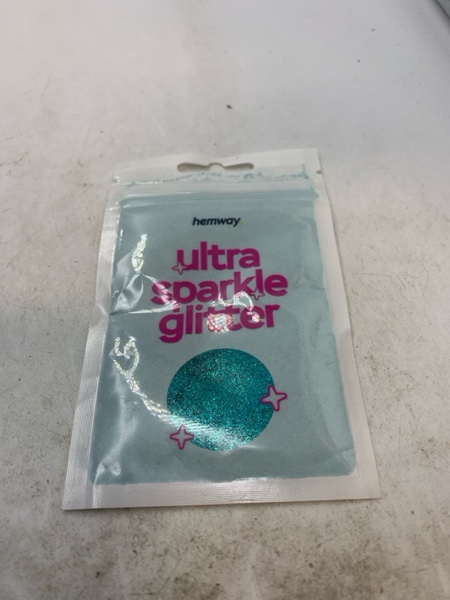 hemway
ultra
sparkle
glitter